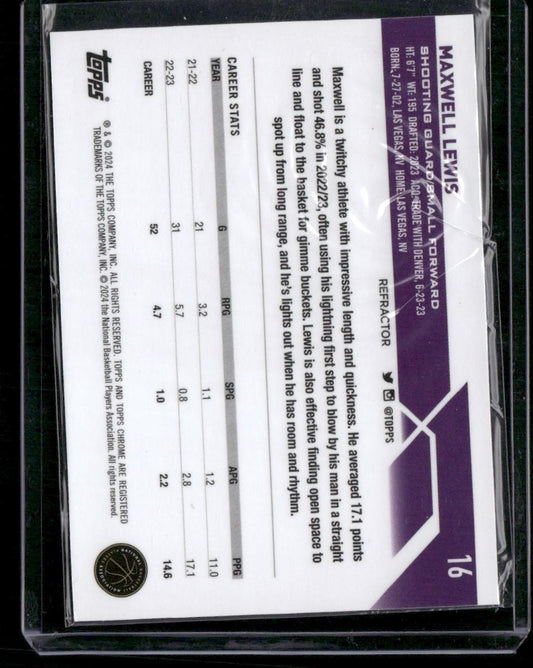 16
MAXWELL LEWIS
SHOOTING GUARD/SMALL FORWARD
HT: 6'7" WT: 195 DRAFTED: 2023 ACQ: TRADE WITH DENVER, 6-23-23
BORN: 7-27-02, LAS VEGAS, NV HOME: LAS VEGAS, NV
REFRACTOR @TOPPS
Maxwell is a twitchy athlete with impressive length and quickness. He averaged 17.1 points
and shot 46.8% in 2022/23, often using his lightning first step to blow by his man in a straight
line and float to the basket for gimme buckets. Lewis is also effective finding open space to
spot up from long range, and he's lights out when he has room and rhythm.
CAREER STATS
YEAR G RPG SPG APG PPG
21-22 21 3.2 1.1 1.2 11.0
22-23 31 5.7 0.8 2.8 17.1
CAREER 52 4.7 1.0 2.2 14.6
topps
® & © 2024 THE TOPPS COMPANY, INC. ALL RIGHTS RESERVED. TOPPS AND TOPPS CHROME ARE REGISTERED
TRADEMARKS OF THE TOPPS COMPANY, INC. © 2024 the National Basketball Players Association. All rights reserved.